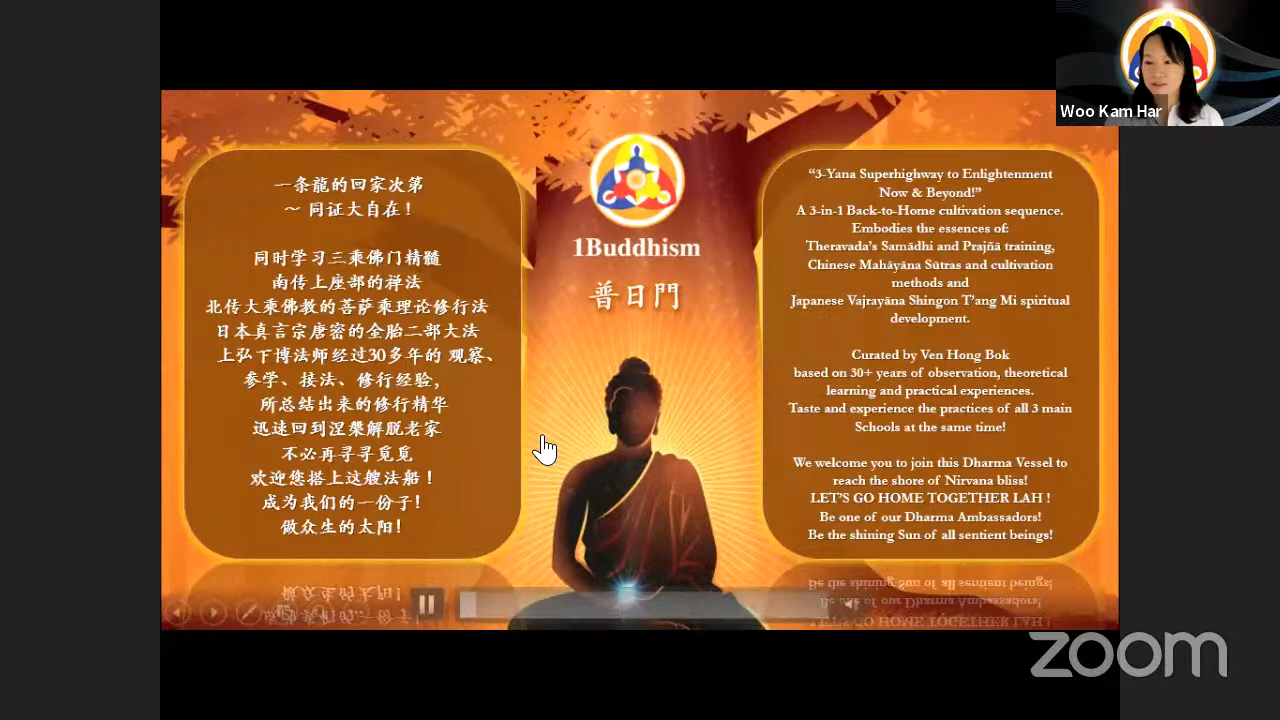 Woo Kam Har
一条龍的回家次第
～ 同证大自在！
同时学习三乘佛门精髓
南传上座部的禅法
北传大乘佛教的菩萨乘理论修行法
日本真言宗唐密的金胎二部大法
上弘下博法师经过30多年的 观察、
参学、接法、修行经验，
所总结出来的修行精华
迅速回到涅槃解脱老家
不必再寻寻觅觅
欢迎您搭上这艘法船！
成为我们的一份子！
做众生的太阳！
1Buddhism
普日門
“3-Yana Superhighway to Enlightenment
Now & Beyond!”
A 3-in-1 Back-to-Home cultivation sequence.
Embodies the essences of:
Theravada’s Samādhi and Prajñā training,
Chinese Mahāyāna Sūtras and cultivation
methods and
Japanese Vajrayāna Shingon T’ang Mi spiritual
development.
Curated by Ven Hong Bok
based on 30+ years of observation, theoretical
learning and practical experiences.
Taste and experience the practices of all 3 main
Schools at the same time!
We welcome you to join this Dharma Vessel to
reach the shore of Nirvana bliss!
LET’S GO HOME TOGETHER LAH !
Be one of our Dharma Ambassadors!
Be the shining Sun of all sentient beings!
zoom